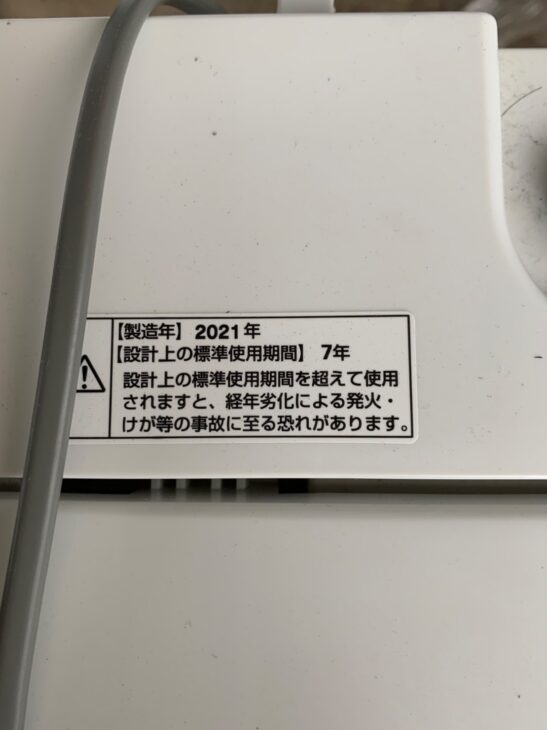 【製造年】 2021年
【設計上の標準使用期間】 7年
設計上の標準使用期間を超えて使用
されますと、経年劣化による発火・
けが等の事故に至る恐れがあります。